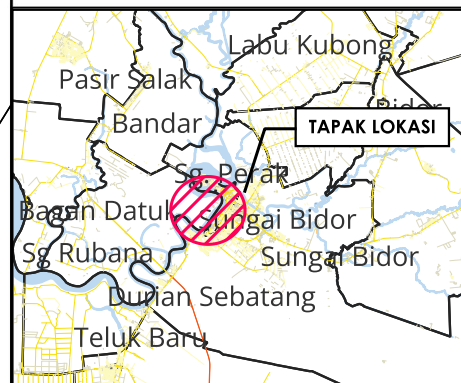 Labu Kubong
Pasir Salak
Bidor
Bandar
TAPAK LOKASI
Sg. Perak
Bagan Datuk
Sungai Bidor
Sg Rubana
Sungai Bidor
Durian Sebatang
Teluk Baru